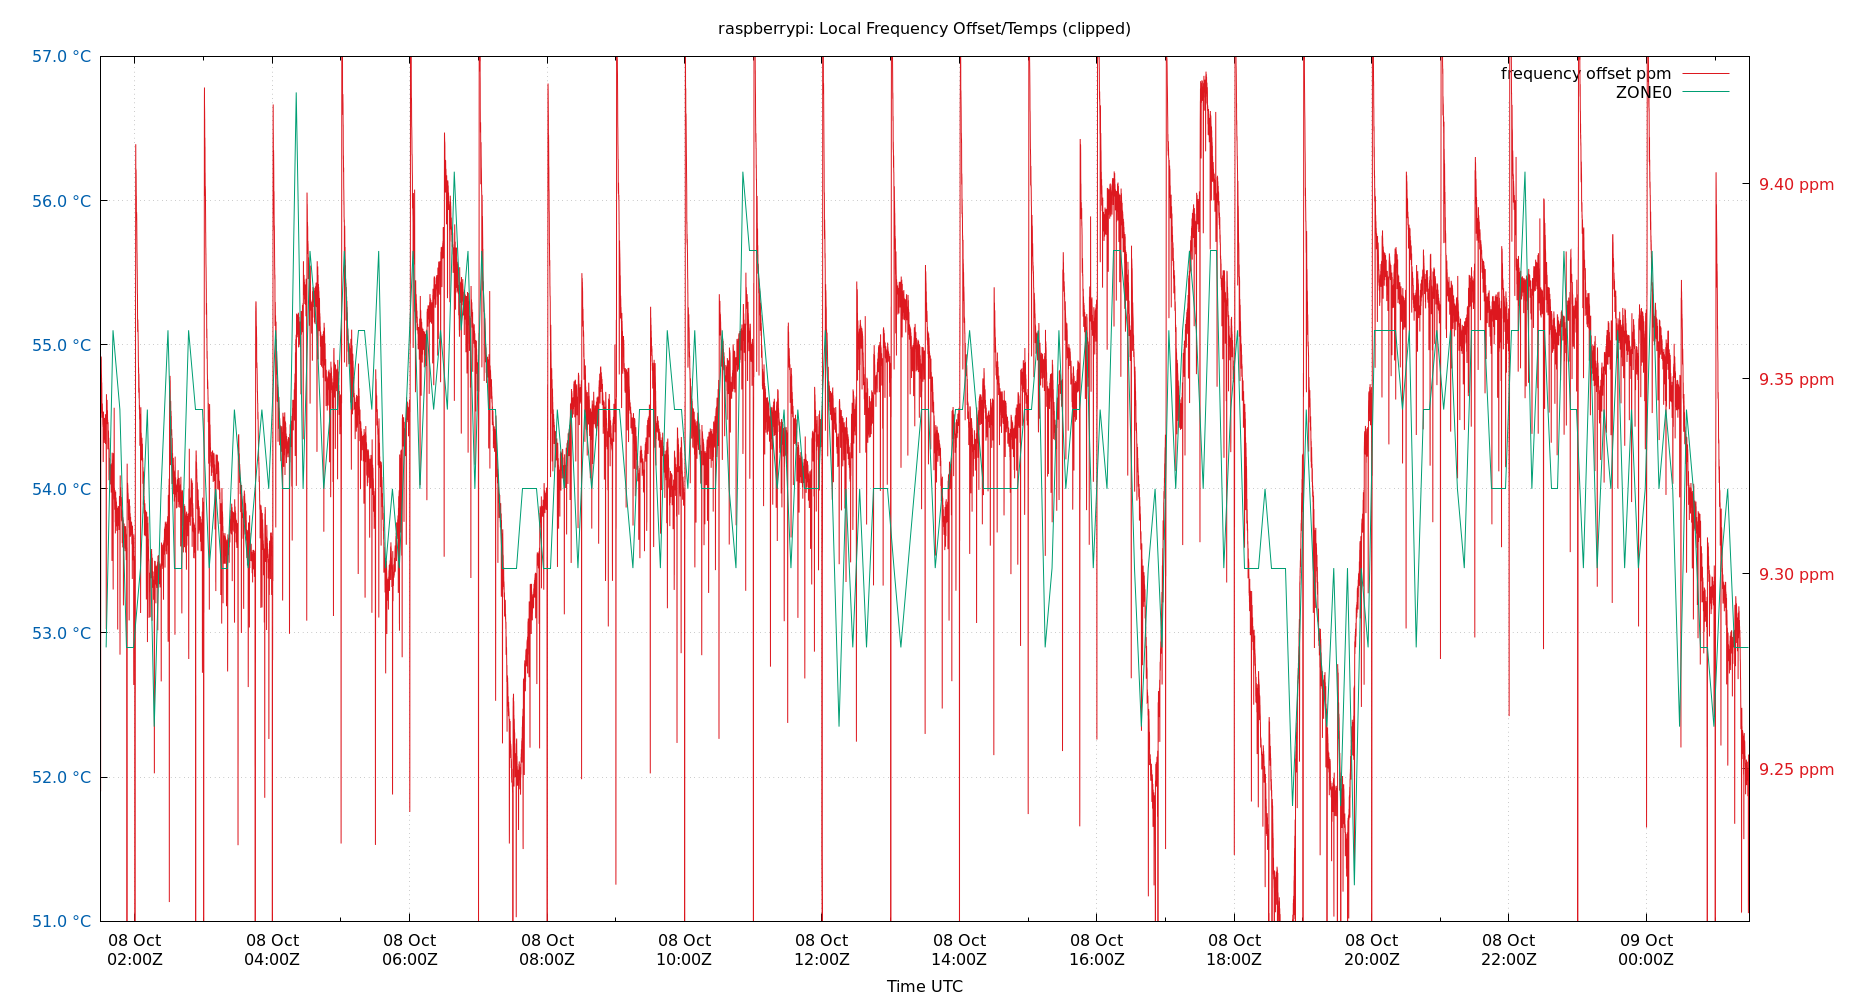 raspberrypi: Local Frequency Offset/Temps (clipped)
57.0 °C
56.0 °C
55.0 °C
54.0 °C
53.0 °C
52.0 °C
51.0 °C
frequency offset ppm
ZONE0
9.40 ppm
9.35 ppm
9.30 ppm
9.25 ppm
08 Oct
02:00Z
08 Oct
04:00Z
08 Oct
06:00Z
08 Oct
08:00Z
08 Oct
10:00Z
08 Oct
12:00Z
08 Oct
14:00Z
08 Oct
16:00Z
08 Oct
18:00Z
08 Oct
20:00Z
08 Oct
22:00Z
09 Oct
00:00Z
Time UTC